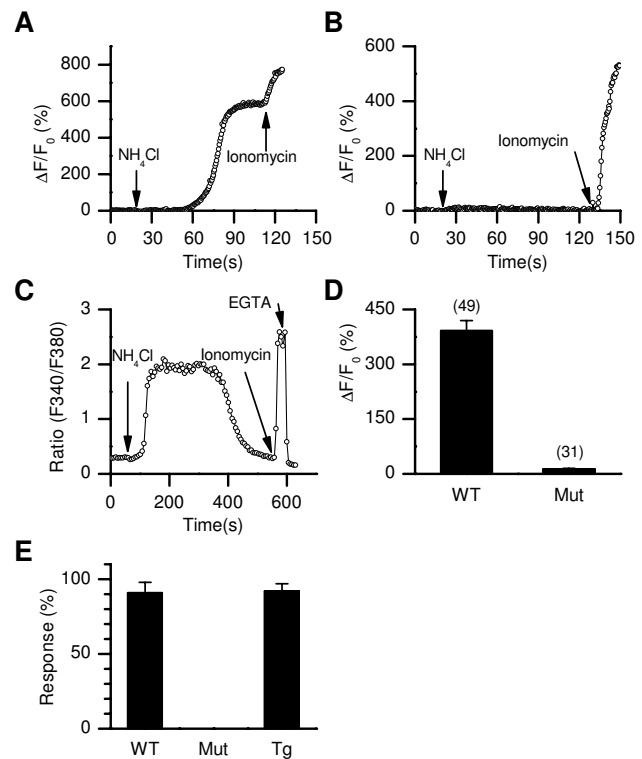 A
800
600
400
200
0
ΔF/F0 (%)
NH4Cl
Ionomycin
0 30 60 90 120 150
Time(s)
B
600
400
200
0
ΔF/F0 (%)
NH4Cl
Ionomycin
0 30 60 90 120 150
Time(s)
C
3
2
1
0
Ratio (F340/F380)
NH4Cl
Ionomycin
EGTA
0 200 400 600
Time(s)
D
450
300
150
0
ΔF/F0 (%)
(49)
(31)
WT Mut
E
100
50
0
Response (%)
WT Mut Tg